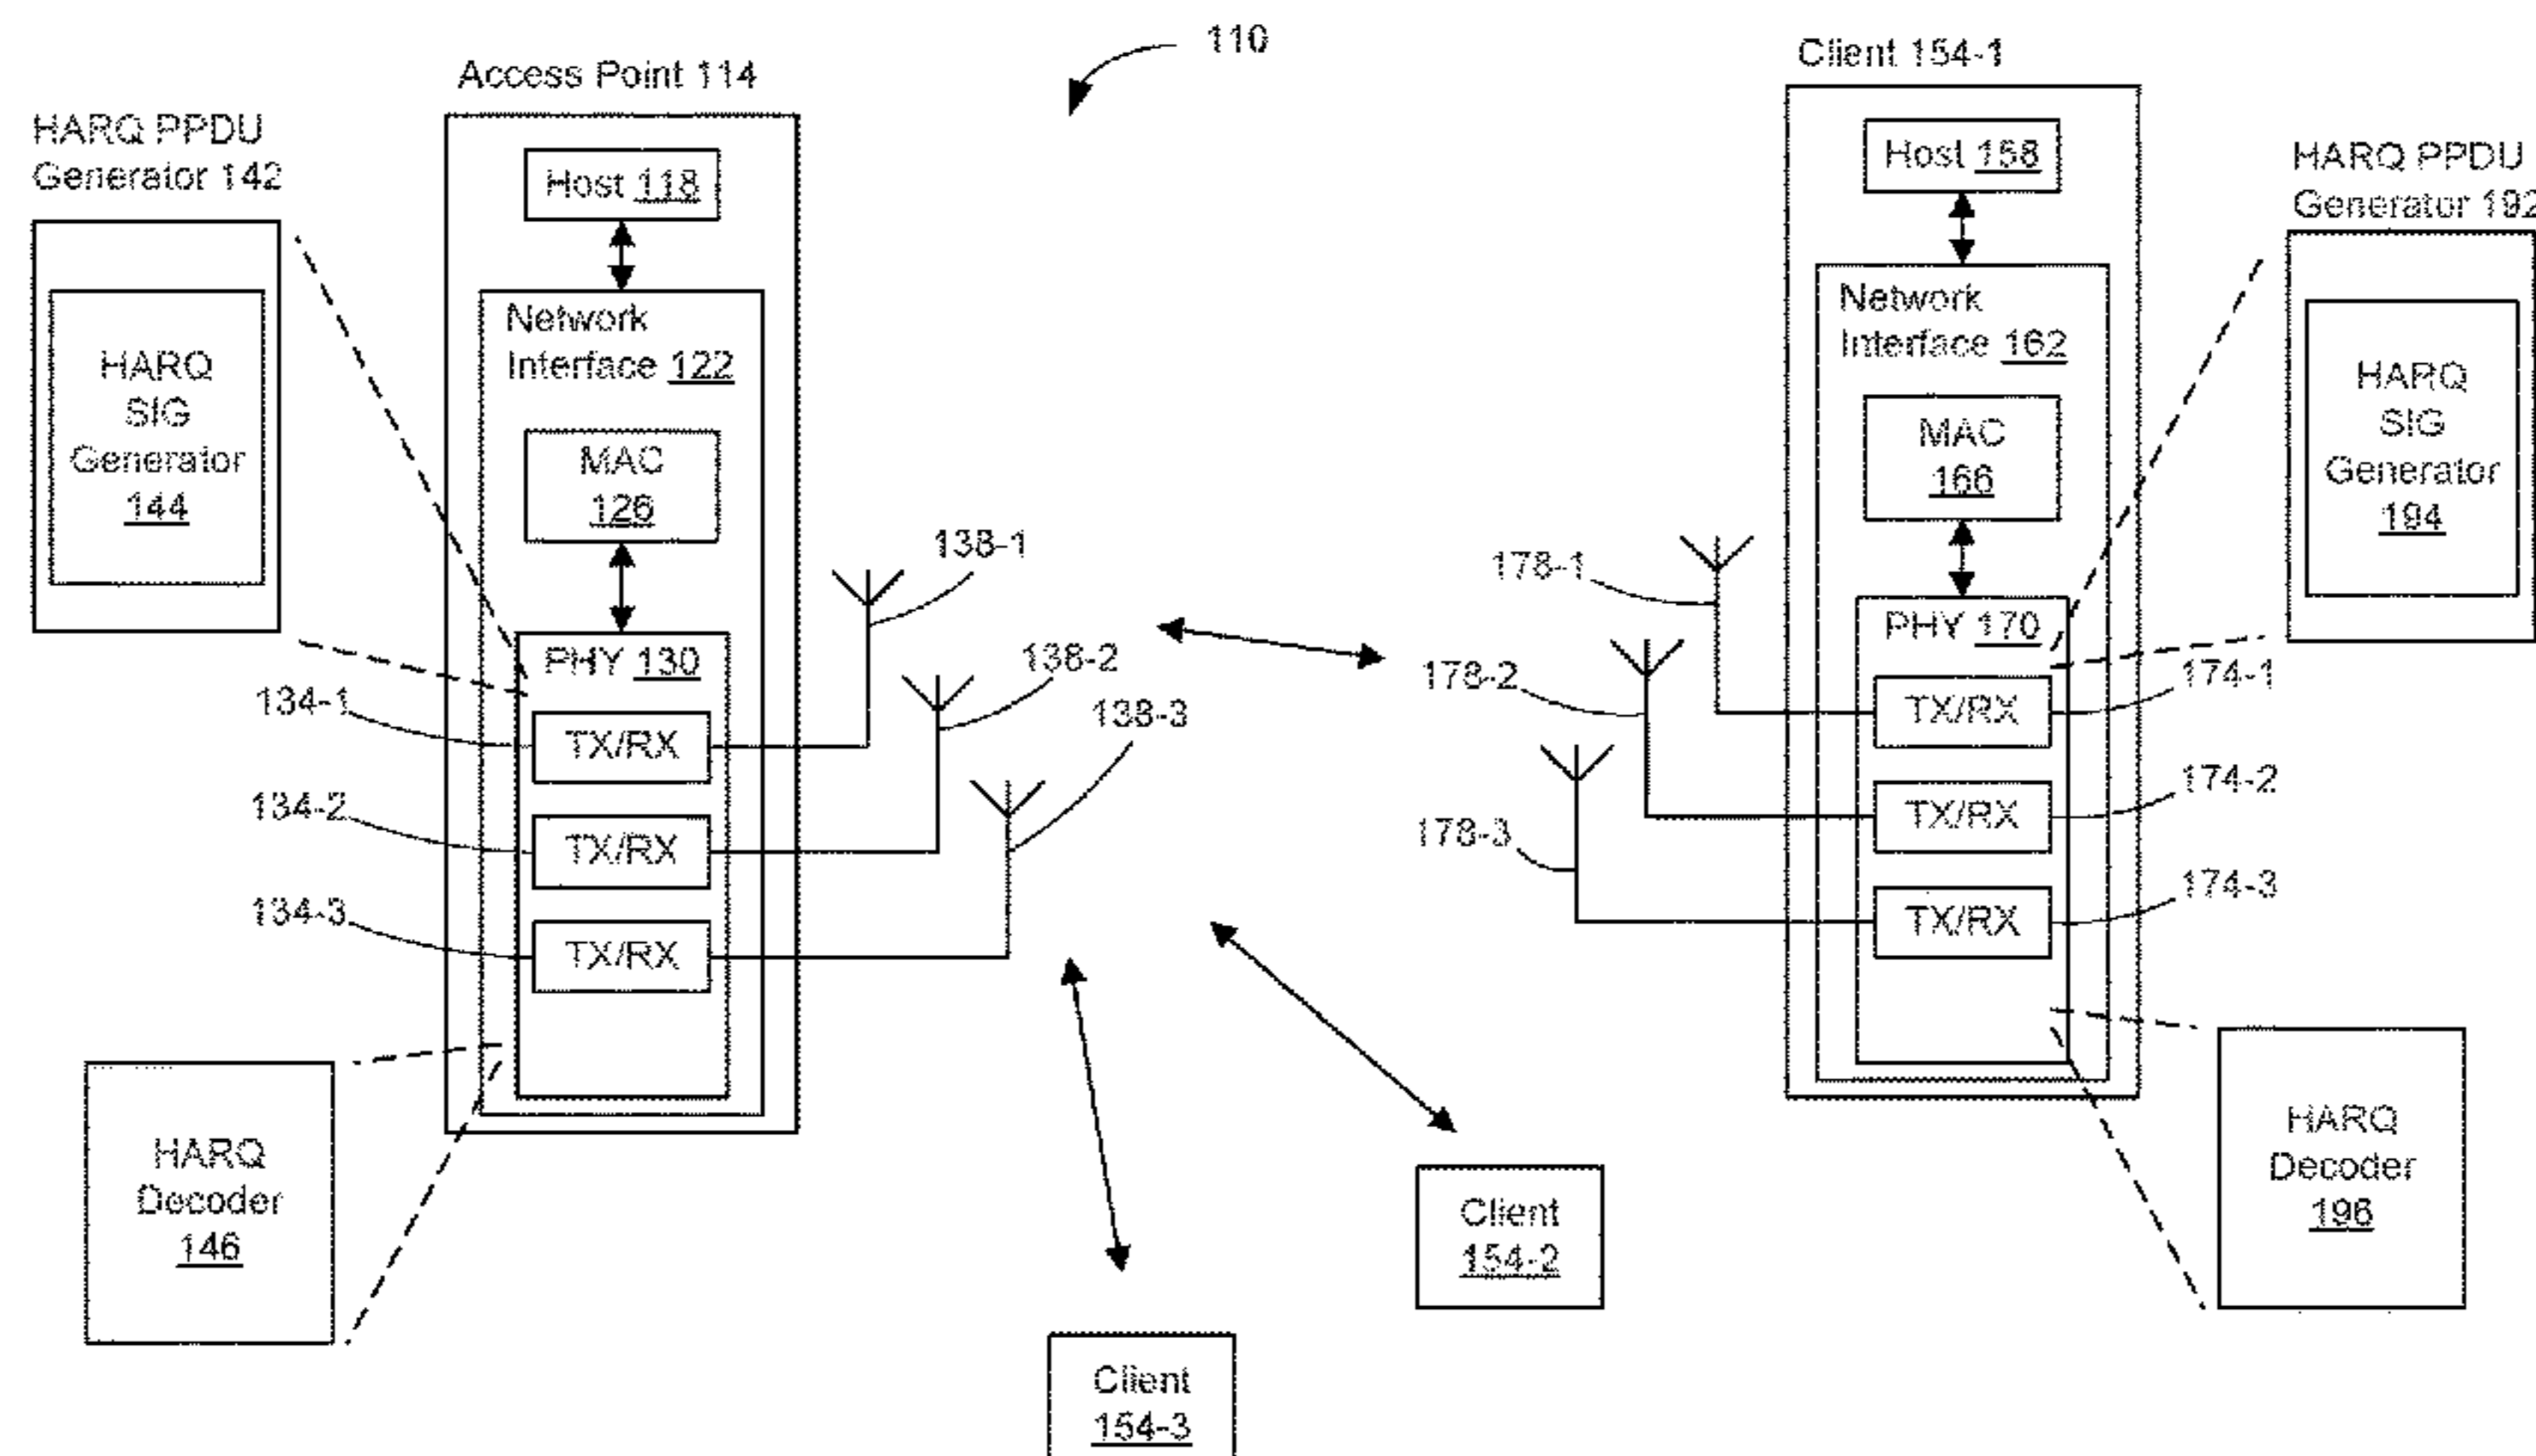 110
Access Point 114
Client 154-1
HARQ PPDU
Generator 142
HARQ
SIG
Generator
144
Host 118
Network
Interface 122
MAC
126
PHY 130
TX/RX
TX/RX
TX/RX
134-1
134-2
134-3
138-1
138-2
138-3
HARQ
Decoder
146
Host 158
Network
Interface 162
MAC
166
PHY 170
TX/RX
TX/RX
TX/RX
178-1
178-2
178-3
174-1
174-2
174-3
HARQ PPDU
Generator 192
HARQ
SIG
Generator
194
HARQ
Decoder
196
Client
154-2
Client
154-3